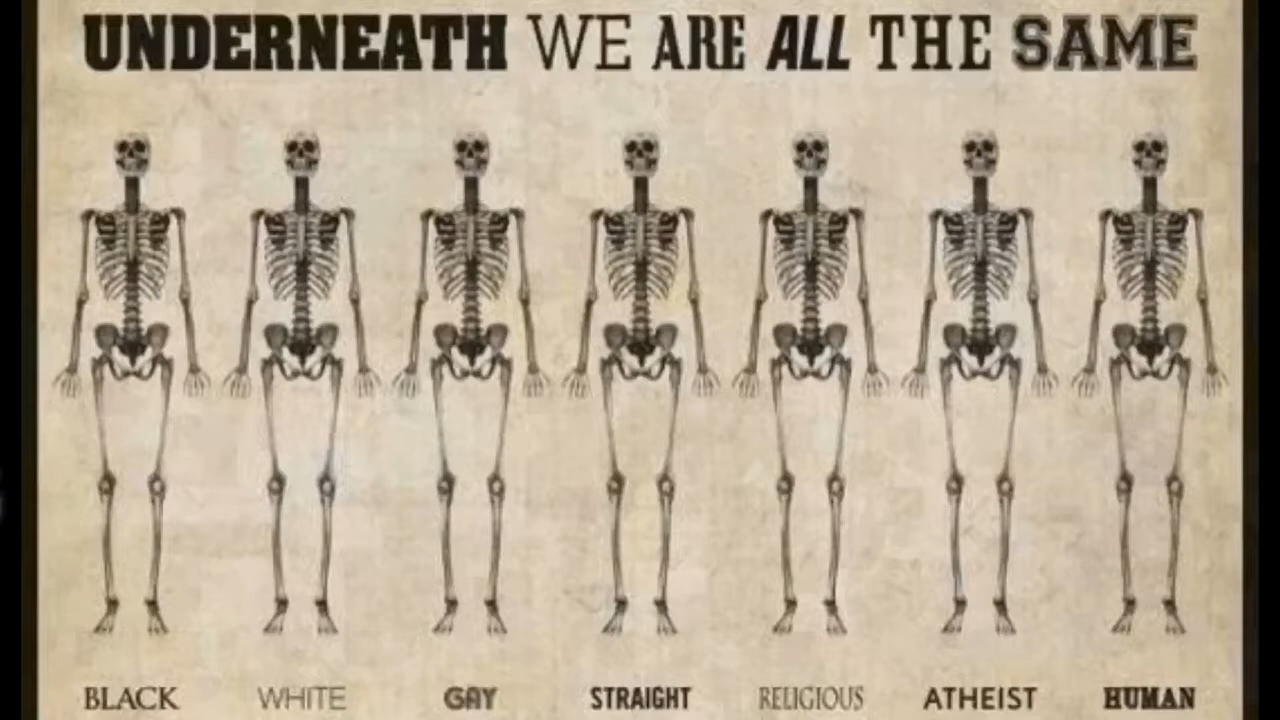 UNDERNEATH WE ARE ALL THE SAME
BLACK WHITE GAY STRAIGHT RELIGIOUS ATHEIST HUMAN